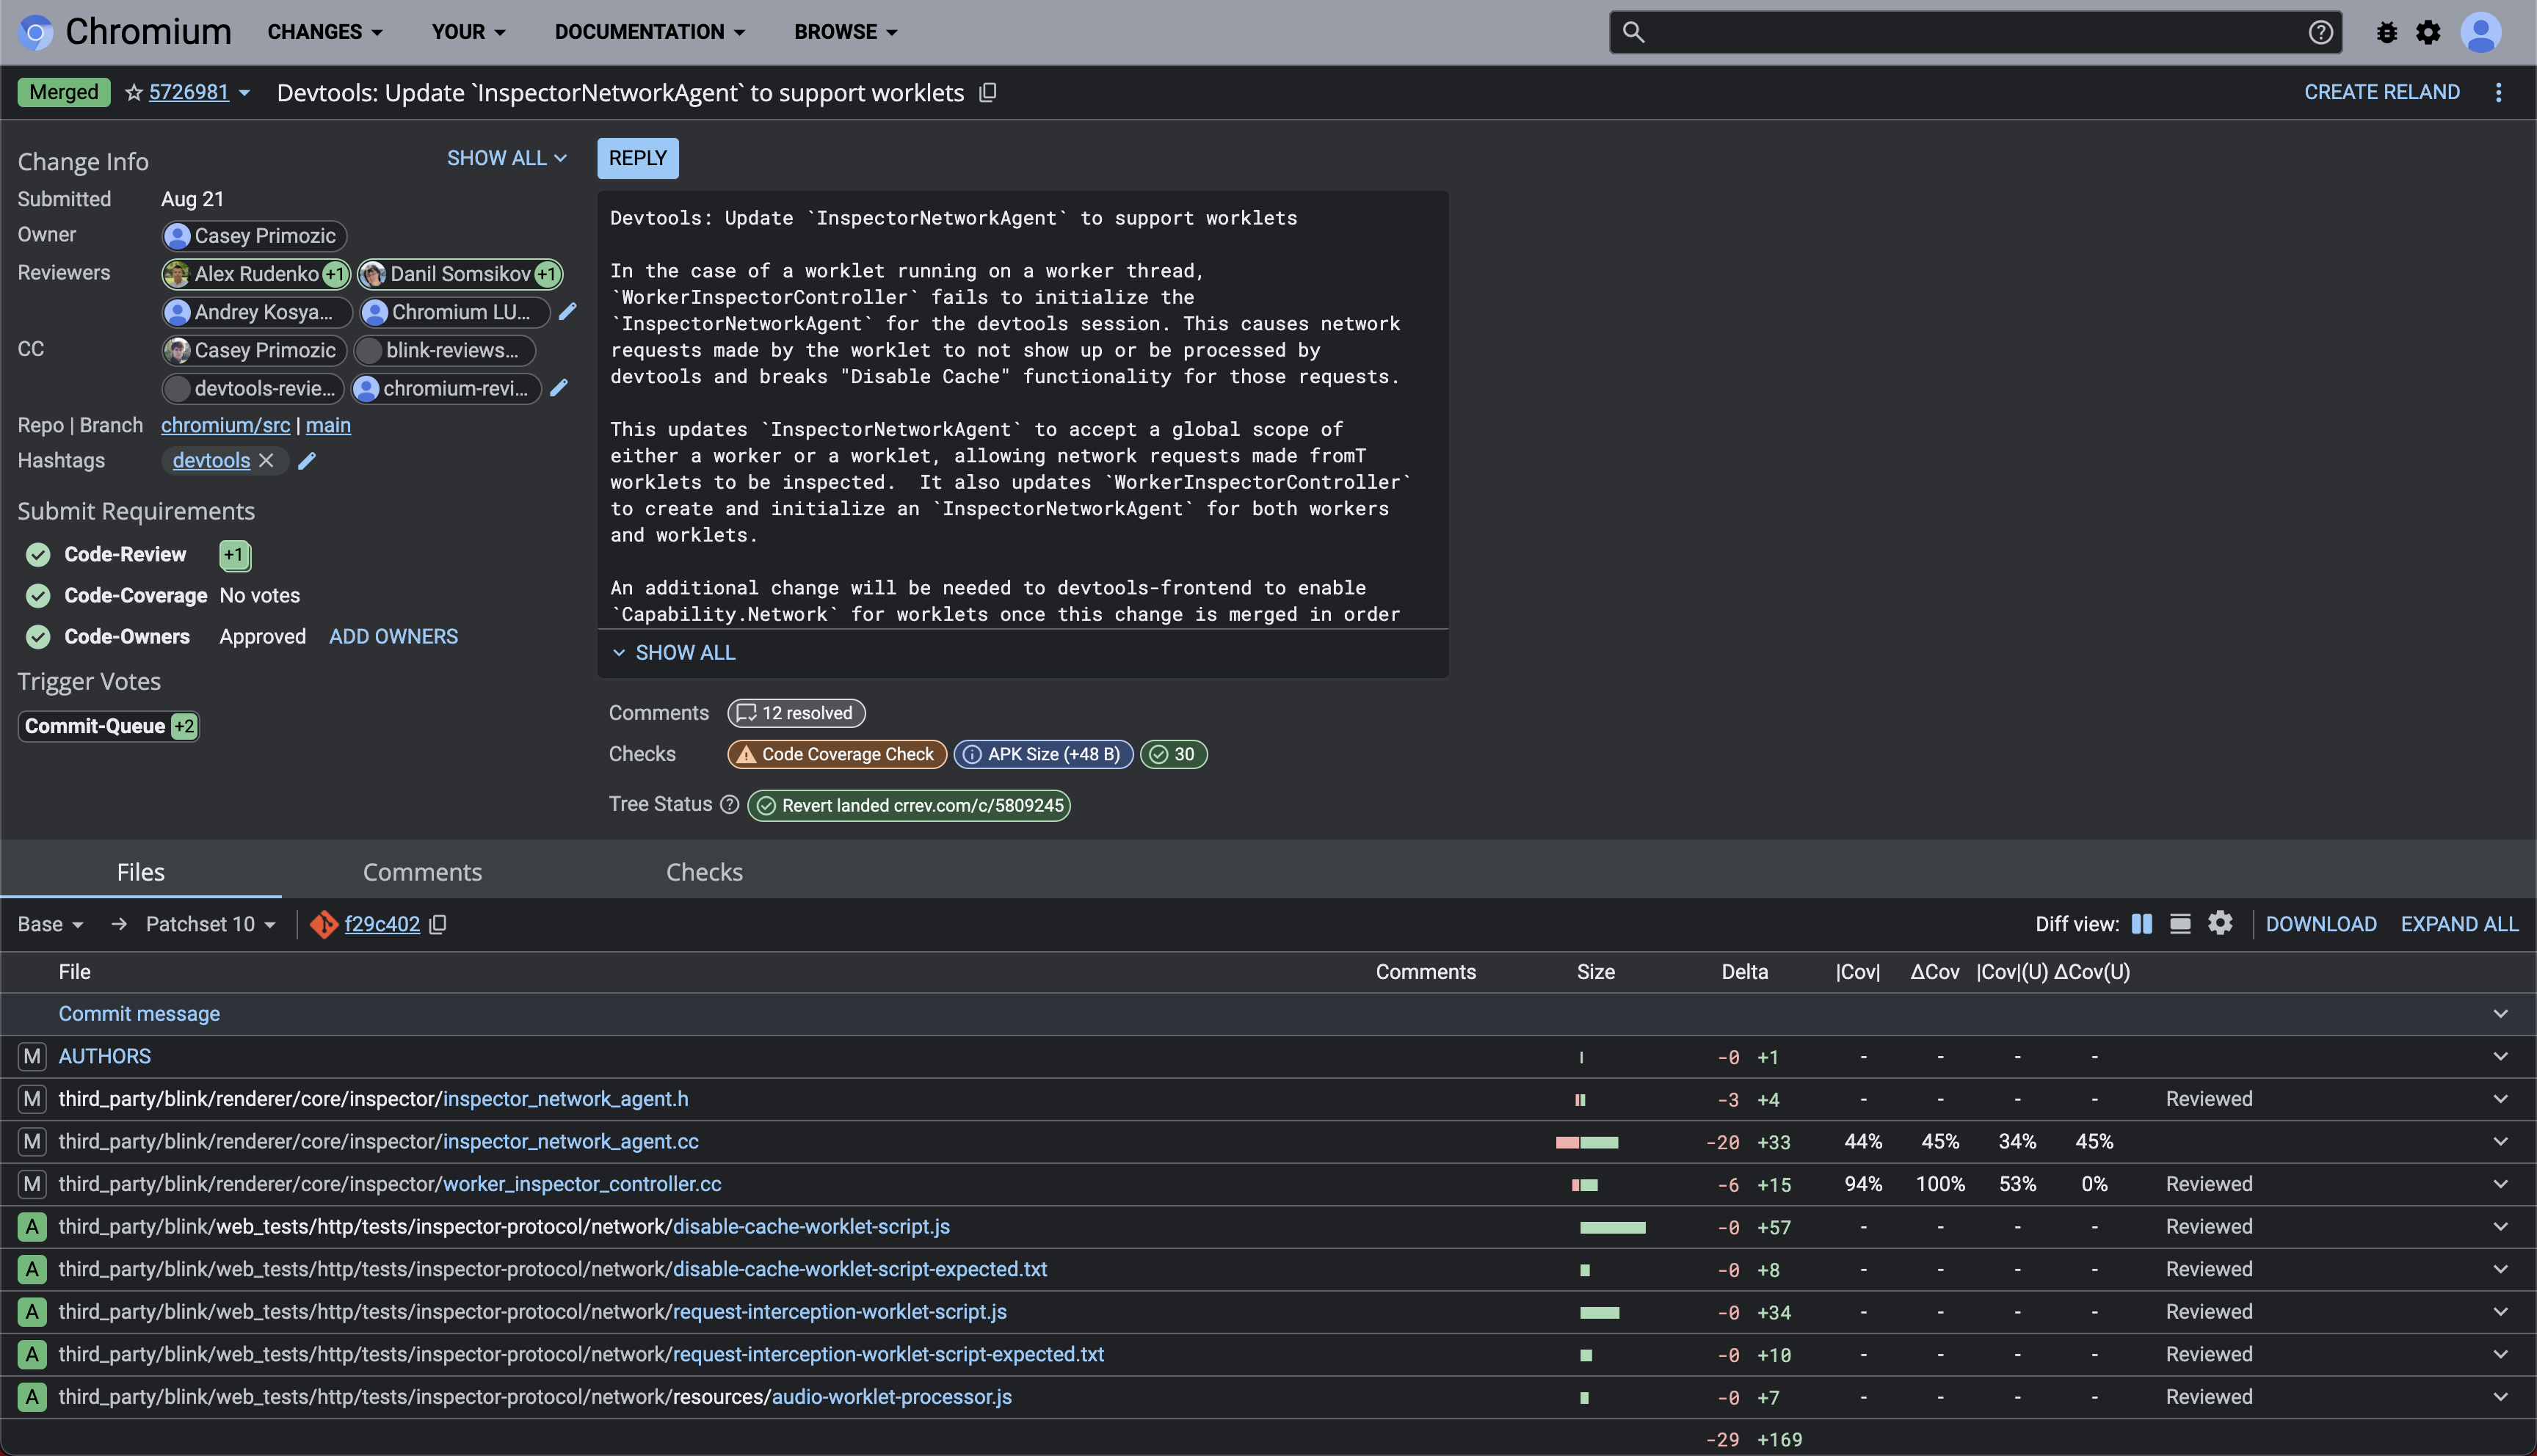 Chromium CHANGES YOUR DOCUMENTATION BROWSE
Merged 5726981 Devtools: Update `InspectorNetworkAgent` to support worklets CREATE RELAND
Change Info SHOW ALL
Submitted Aug 21
Owner Casey Primozic
Reviewers Alex Rudenko +1 Danil Somsikov +1
Andrey Kosya... Chromium LU...
CC Casey Primozic blink-reviews...
devtools-revie... chromium-revi...
Repo | Branch chromium/src | main
Hashtags devtools
Submit Requirements
Code-Review +1
Code-Coverage No votes
Code-Owners Approved ADD OWNERS
Trigger Votes
Commit-Queue +2
REPLY
Devtools: Update `InspectorNetworkAgent` to support worklets
In the case of a worklet running on a worker thread,
`WorkerInspectorController` fails to initialize the
`InspectorNetworkAgent` for the devtools session. This causes network
requests made by the worklet to not show up or be processed by
devtools and breaks "Disable Cache" functionality for those requests.
This updates `InspectorNetworkAgent` to accept a global scope of
either a worker or a worklet, allowing network requests made fromT
worklets to be inspected.  It also updates `WorkerInspectorController`
to create and initialize an `InspectorNetworkAgent` for both workers
and worklets.
An additional change will be needed to devtools-frontend to enable
`Capability.Network` for worklets once this change is merged in order
SHOW ALL
Comments 12 resolved
Checks Code Coverage Check APK Size (+48 B) 30
Tree Status Revert landed crrev.com/c/5809245
Files Comments Checks
Base → Patchset 10 f29c402 Diff view: DOWNLOAD EXPAND ALL
File Comments Size Delta |Cov| ΔCov |Cov|(U) ΔCov(U)
Commit message
M AUTHORS -0 +1 - - - -
M third_party/blink/renderer/core/inspector/inspector_network_agent.h -3 +4 - - - - Reviewed
M third_party/blink/renderer/core/inspector/inspector_network_agent.cc -20 +33 44% 45% 34% 45%
M third_party/blink/renderer/core/inspector/worker_inspector_controller.cc -6 +15 94% 100% 53% 0% Reviewed
A third_party/blink/web_tests/http/tests/inspector-protocol/network/disable-cache-worklet-script.js -0 +57 - - - - Reviewed
A third_party/blink/web_tests/http/tests/inspector-protocol/network/disable-cache-worklet-script-expected.txt -0 +8 - - - - Reviewed
A third_party/blink/web_tests/http/tests/inspector-protocol/network/request-interception-worklet-script.js -0 +34 - - - - Reviewed
A third_party/blink/web_tests/http/tests/inspector-protocol/network/request-interception-worklet-script-expected.txt -0 +10 - - - - Reviewed
A third_party/blink/web_tests/http/tests/inspector-protocol/network/resources/audio-worklet-processor.js -0 +7 - - - - Reviewed
-29 +169